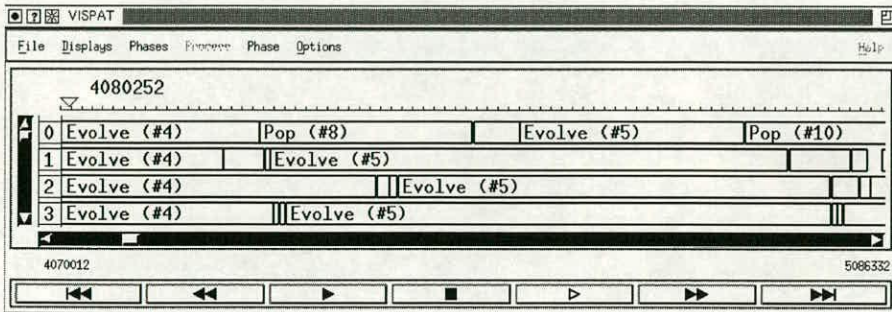 VISPAT
File Displays Phases Process Phase Options Help
4080252
0 Evolve (#4) Pop (#8) Evolve (#5) Pop (#10)
1 Evolve (#4) Evolve (#5)
2 Evolve (#4) Evolve (#5)
3 Evolve (#4) Evolve (#5)
4070012 5086332